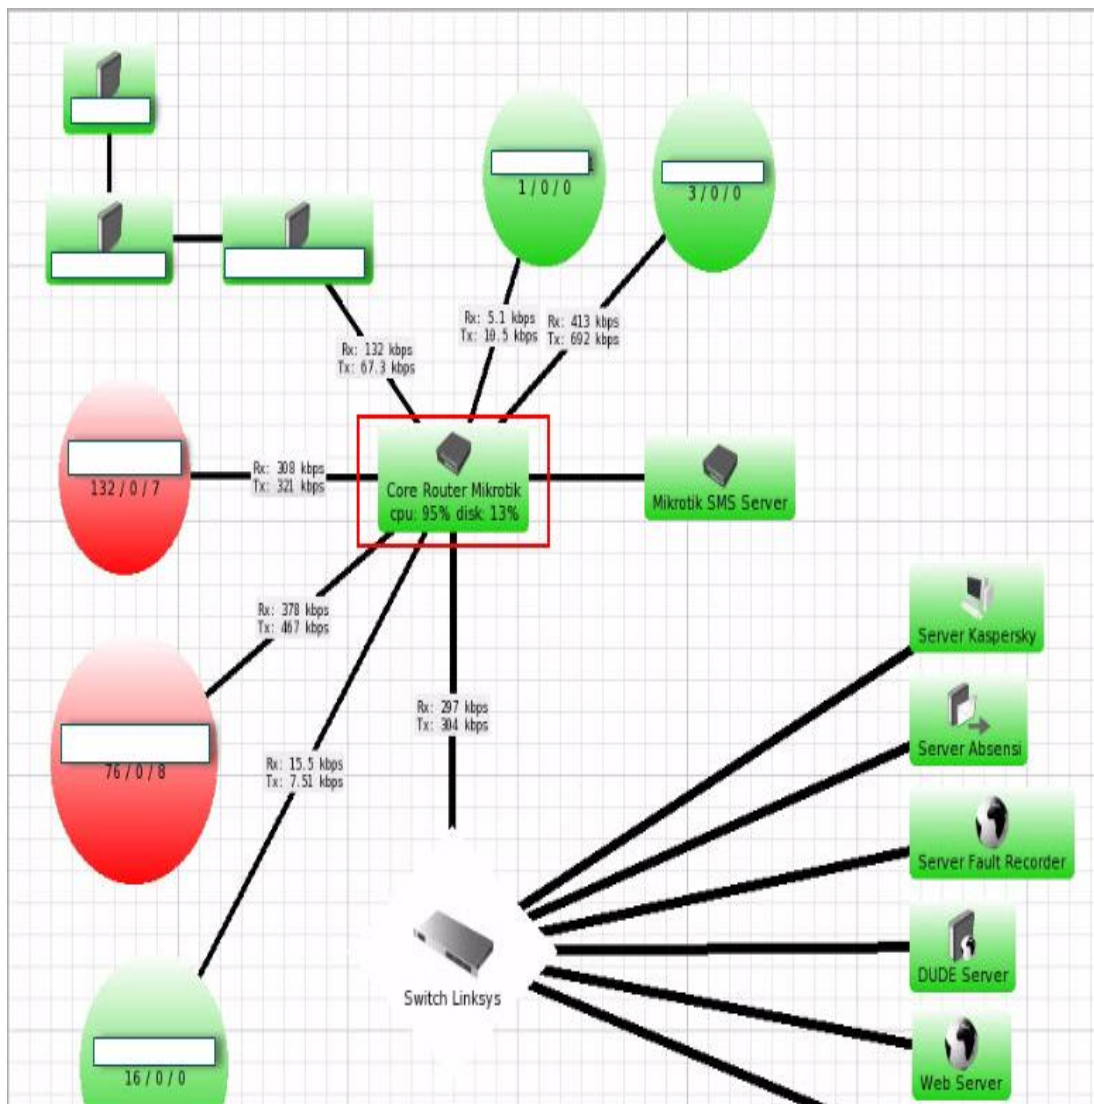 1 / 0 / 0
3 / 0 / 0
Rx: 5.1 kbps
Tx: 10.5 kbps
Rx: 413 kbps
Tx: 692 kbps
Rx: 132 kbps
Tx: 67.3 kbps
132 / 0 / 7
Rx: 308 kbps
Tx: 321 kbps
Core Router Mikrotik
cpu: 95% disk: 13%
Mikrotik SMS Server
Rx: 378 kbps
Tx: 467 kbps
Server Kaspersky
Rx: 297 kbps
Tx: 304 kbps
Server Absensi
76 / 0 / 8
Rx: 15.5 kbps
Tx: 7.51 kbps
Server Fault Recorder
Switch Linksys
DUDE Server
16 / 0 / 0
Web Server